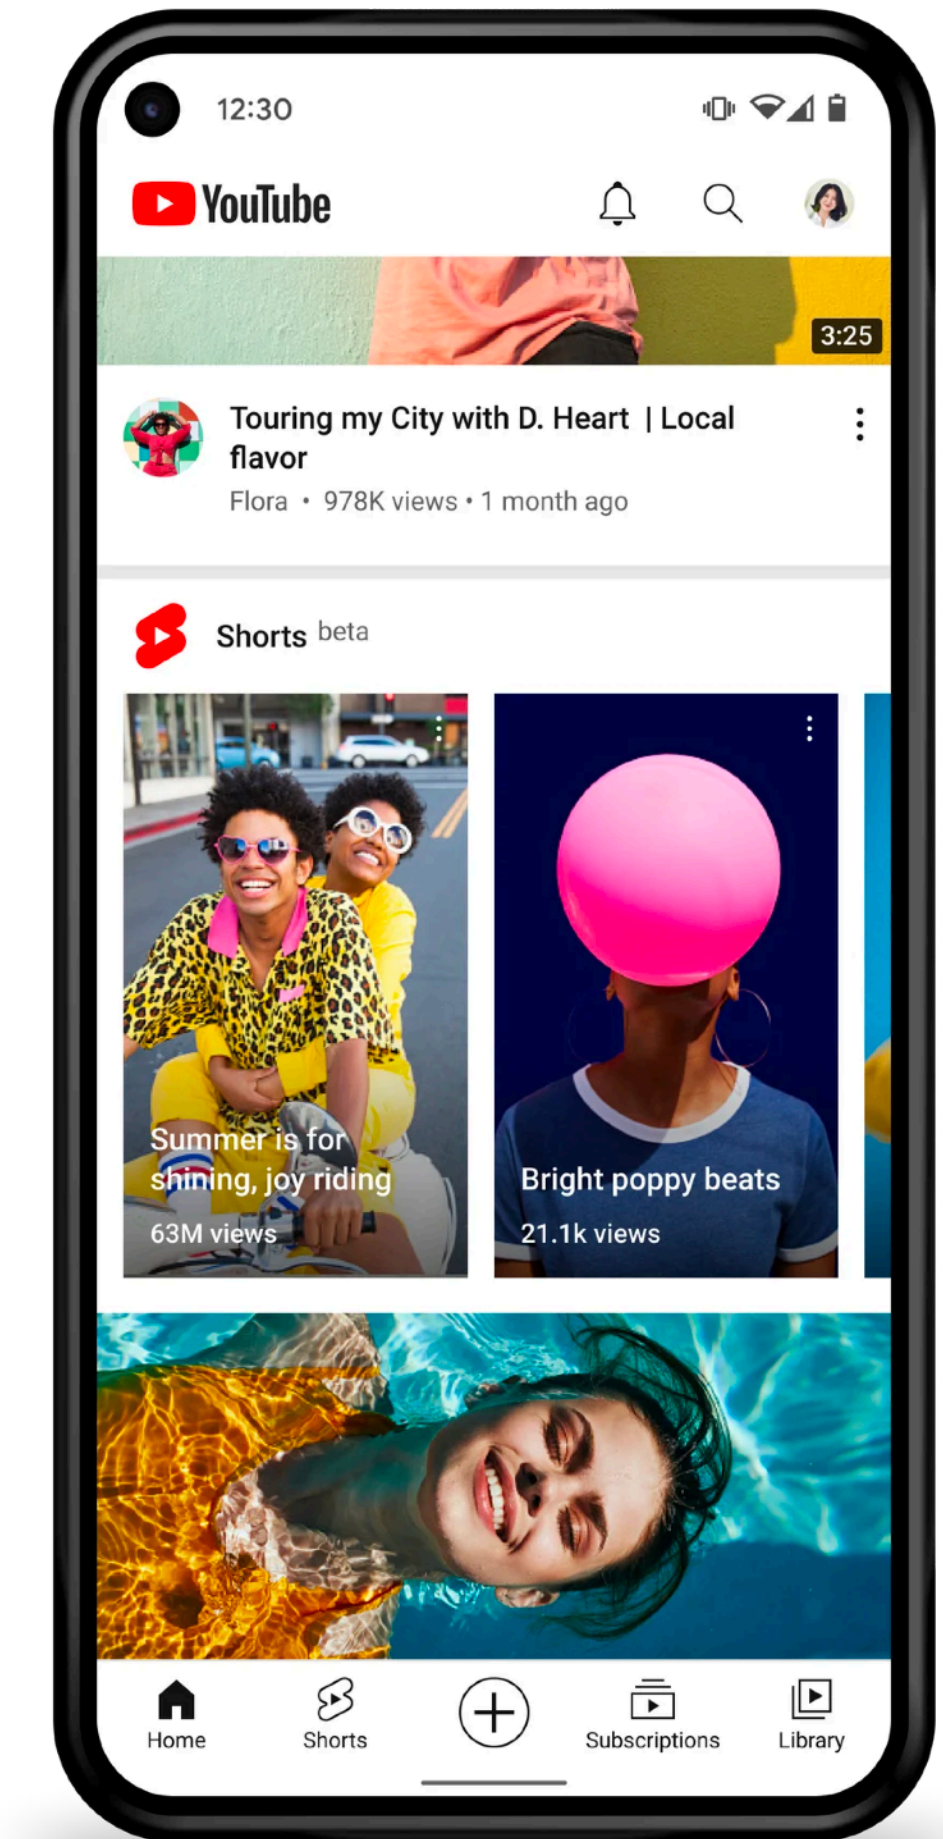 12:30
YouTube
3:25
Touring my City with D. Heart | Local
flavor
Flora • 978K views • 1 month ago
Shorts beta
Summer is for
shining, joy riding
63M views
Bright poppy beats
21.1k views
Home
Shorts
Subscriptions
Library